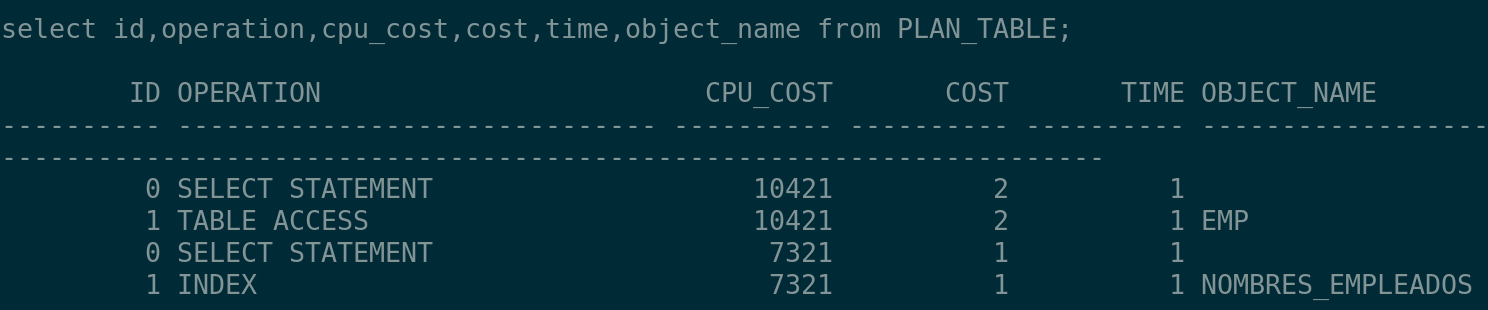 select id,operation,cpu_cost,cost,time,object_name from PLAN_TABLE;
ID OPERATION CPU_COST COST TIME OBJECT_NAME
---------- ------------------------------ ---------- ---------- ---------- ------------------
---------------------------------------------------------------------
0 SELECT STATEMENT 10421 2 1
1 TABLE ACCESS 10421 2 1 EMP
0 SELECT STATEMENT 7321 1 1
1 INDEX 7321 1 1 NOMBRES_EMPLEADOS